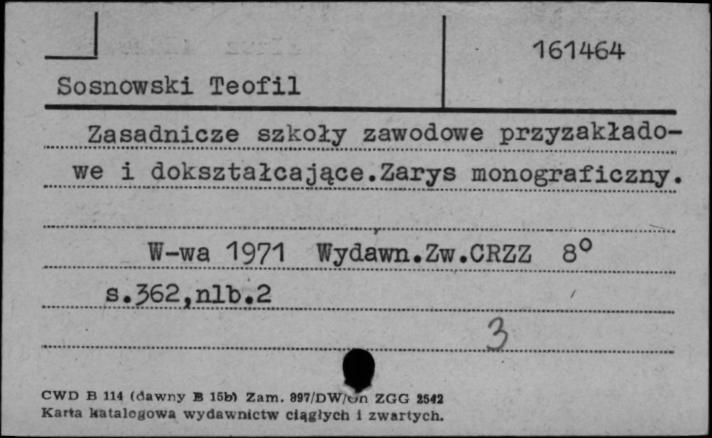 161464
Sosnowski Teofil
Zasadnicze szkoły zawodowe przyzakłado-
we i dokształcające.Zarys monograficzny.
W-wa 1971 Wydawn.Zw.CRZZ 8°
s.362,nlb.2
3
CWD B 114 (dawny B 15b) Zam. 897/DW/Un ZGG 2542
Karta katalogowa wydawnictw ciągłych i zwartych.